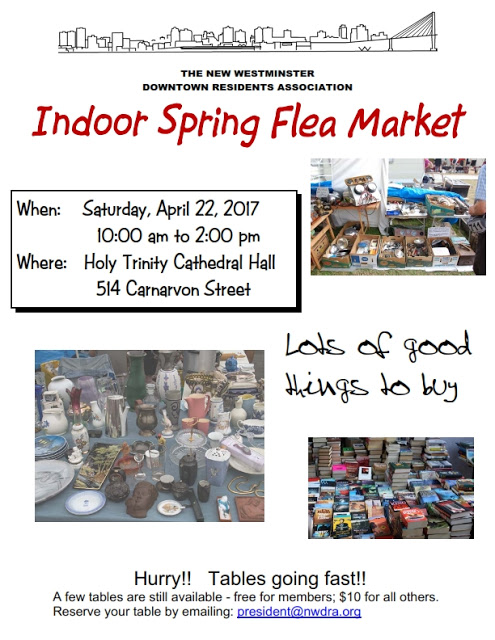 THE NEW WESTMINSTER
DOWNTOWN RESIDENTS ASSOCIATION
Indoor Spring Flea Market
When: Saturday, April 22, 2017
10:00 am to 2:00 pm
Where: Holy Trinity Cathedral Hall
514 Carnarvon Street
Lots of good
things to buy
Hurry!! Tables going fast!!
A few tables are still available - free for members; $10 for all others.
Reserve your table by emailing: president@nwdra.org